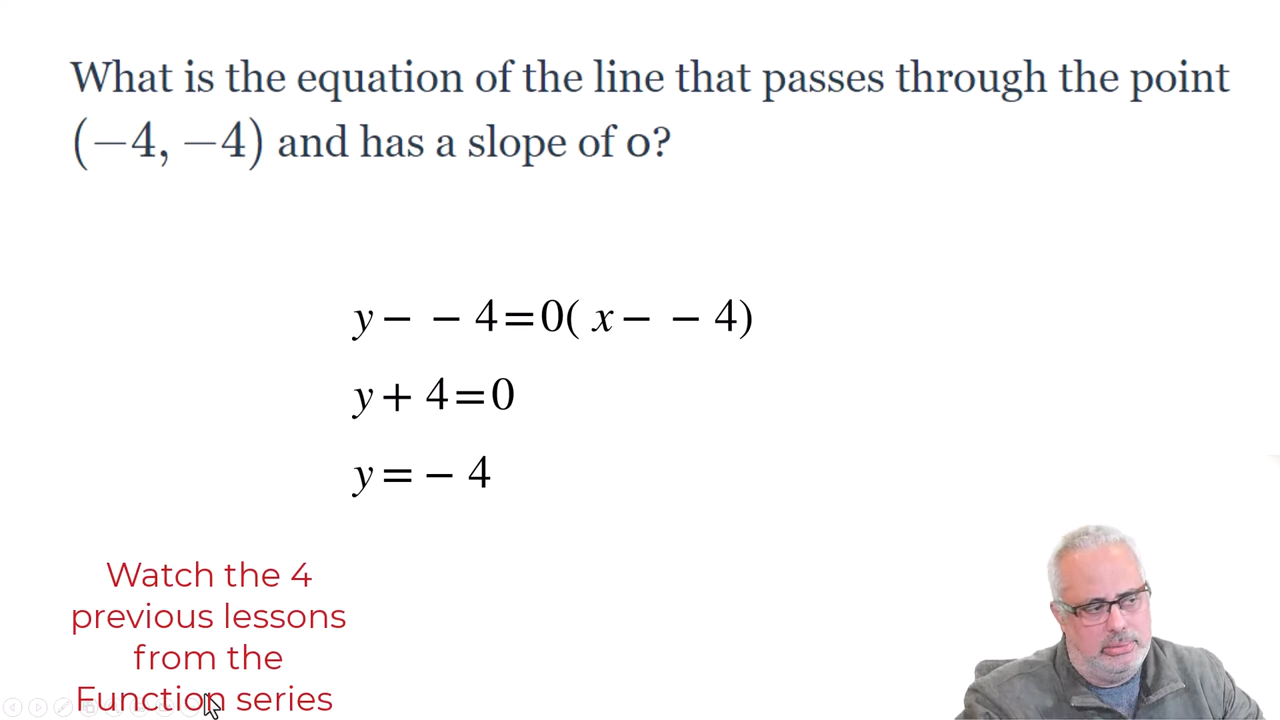 What is the equation of the line that passes through the point
(−4, −4) and has a slope of 0?
y − − 4 = 0( x − − 4)
y + 4 = 0
y = − 4
Watch the 4
previous lessons
from the
Function series